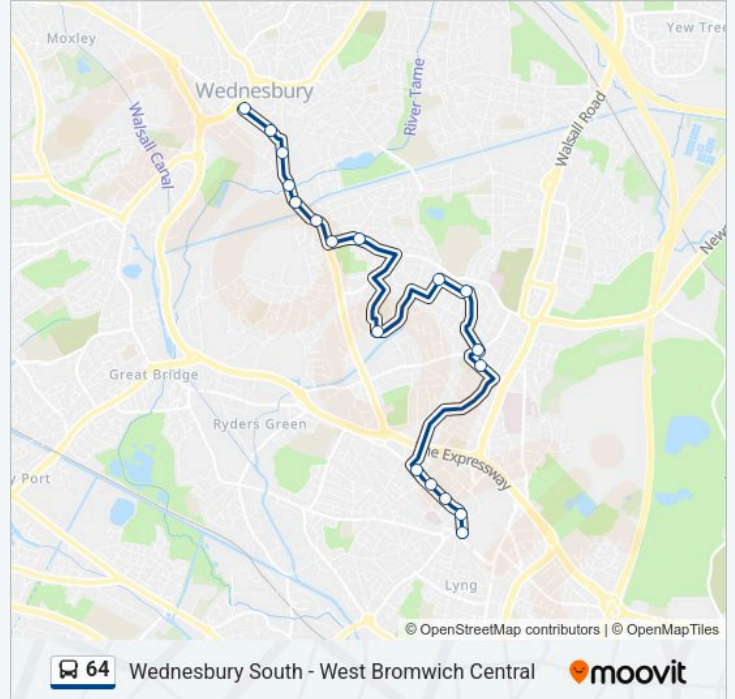 Moxley
Yew Tree
Wednesbury
River Tame
Walsall Canal
Walsall Road
New
Great Bridge
Ryders Green
he Expressway
y Port
Lyng
© OpenStreetMap contributors | © OpenMapTiles
64 Wednesbury South - West Bromwich Central moovit